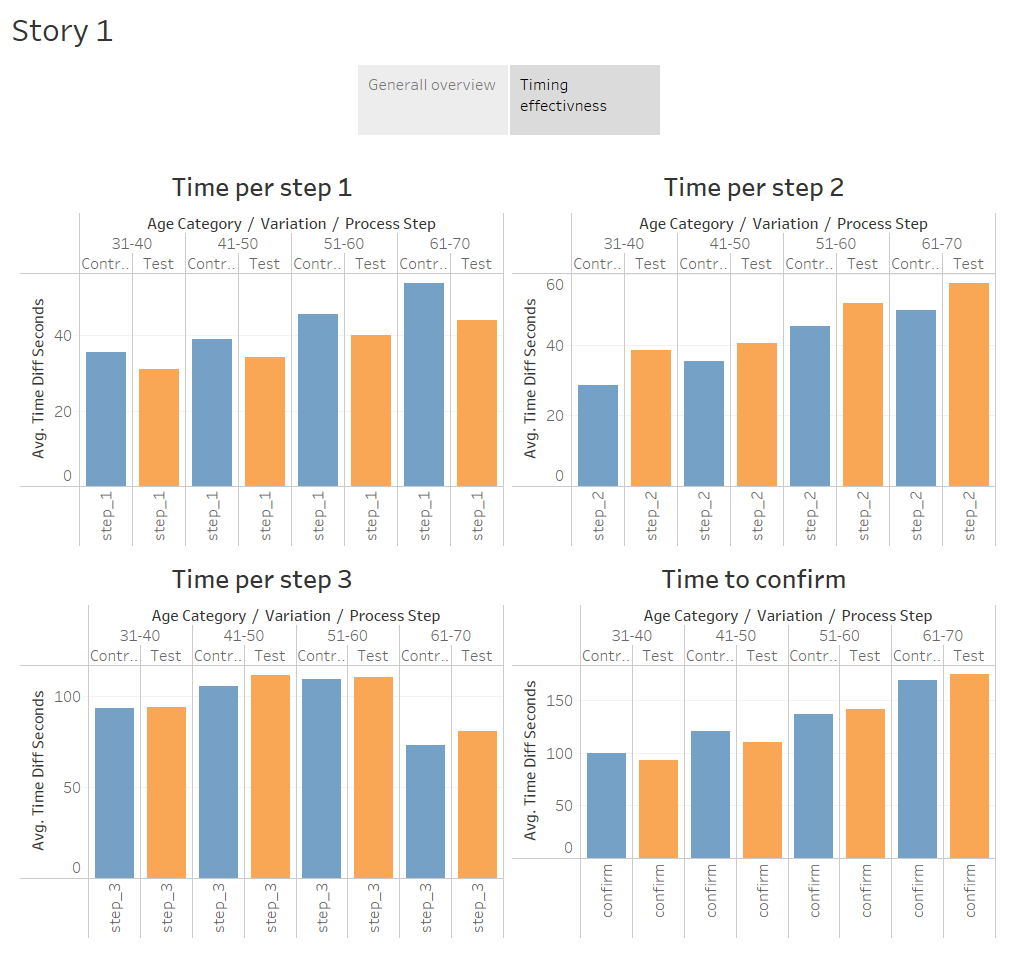 Story 1
Generall overview
Timing
effectivness
Time per step 1
Age Category / Variation / Process Step
31-40 41-50 51-60 61-70
Contr.. Test Contr.. Test Contr.. Test Contr.. Test
Avg. Time Diff Seconds
40
20
0
step_1 step_1 step_1 step_1 step_1 step_1 step_1 step_1
Time per step 2
Age Category / Variation / Process Step
31-40 41-50 51-60 61-70
Contr.. Test Contr.. Test Contr.. Test Contr.. Test
Avg. Time Diff Seconds
60
40
20
0
step_2 step_2 step_2 step_2 step_2 step_2 step_2 step_2
Time per step 3
Age Category / Variation / Process Step
31-40 41-50 51-60 61-70
Contr.. Test Contr.. Test Contr.. Test Contr.. Test
Avg. Time Diff Seconds
100
50
0
step_3 step_3 step_3 step_3 step_3 step_3 step_3 step_3
Time to confirm
Age Category / Variation / Process Step
31-40 41-50 51-60 61-70
Contr.. Test Contr.. Test Contr.. Test Contr.. Test
Avg. Time Diff Seconds
150
100
50
0
confirm confirm confirm confirm confirm confirm confirm confirm